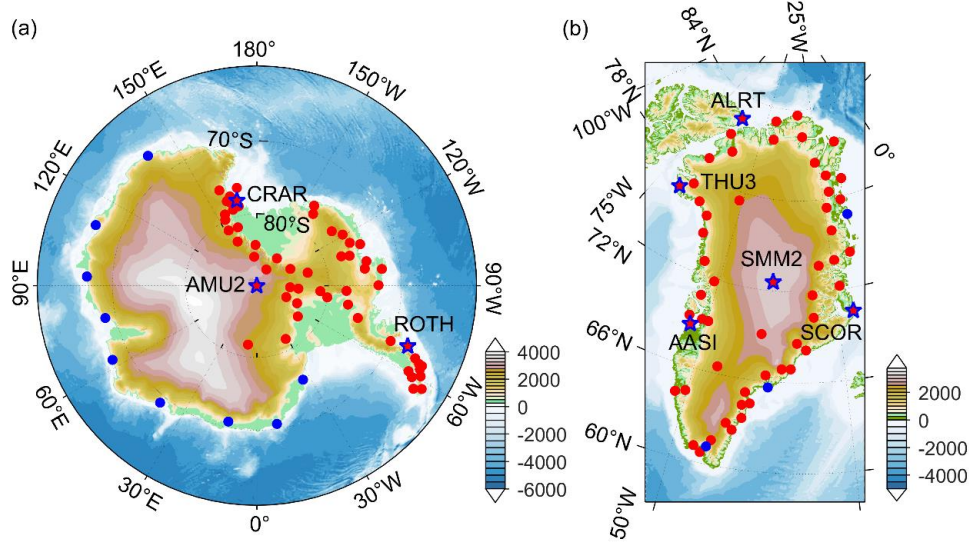 (a)
180°
150°E
150°W
120°E
120°W
70°S
CRAR
80°S
90°E
AMU2
90°W
ROTH
60°E
60°W
30°E
30°W
0°
4000
2000
0
-2000
-4000
-6000
(b)
84°N
25°W
78°N
100°W
ALRT
0°
75°W
THU3
72°N
SMM2
66°N
AASI
SCOR
60°N
50°W
2000
0
-2000
-4000